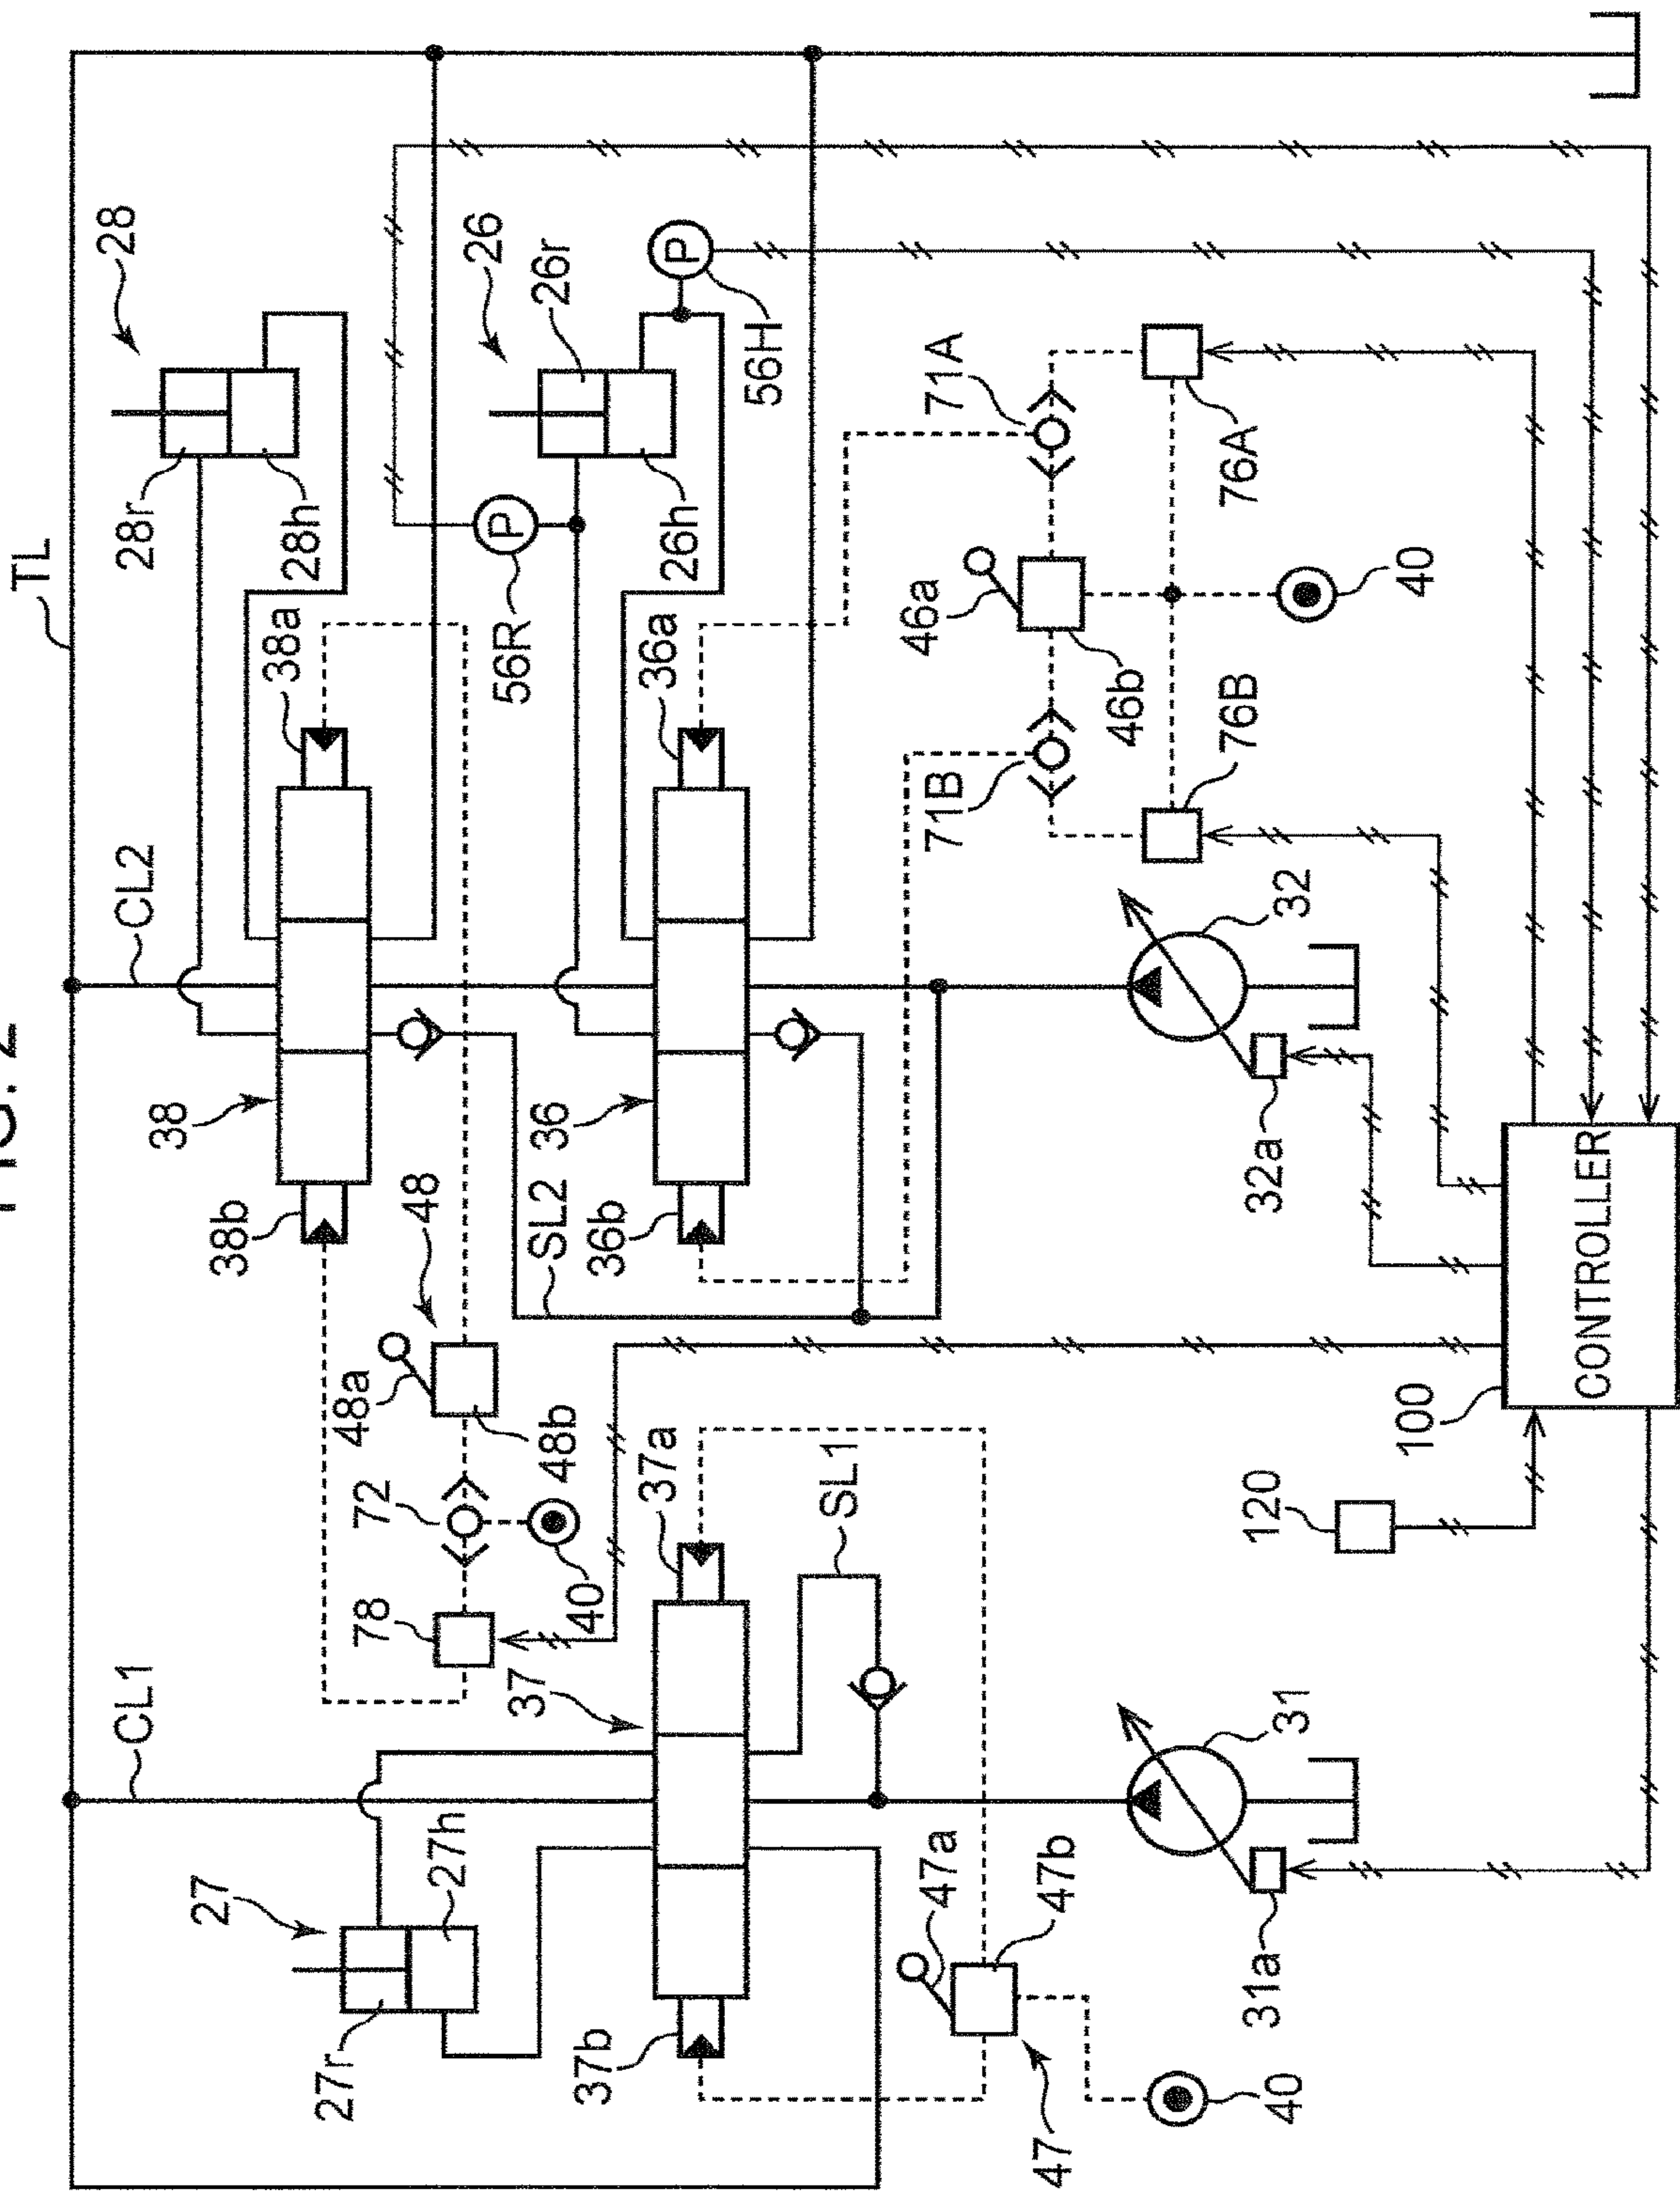 FIG. 2
TL
28
28r
28h
CL2
38a
38
38b
26
26r
26h
56R
56H
36a
36
36b
SL2
48
48a
48b
72
78
40
CL1
27
27h
27r
37
37a
37b
SL1
71A
71B
46a
46b
76A
76B
40
32
32a
47a
47b
47
40
31
31a
120
100
CONTROLLER
P
P